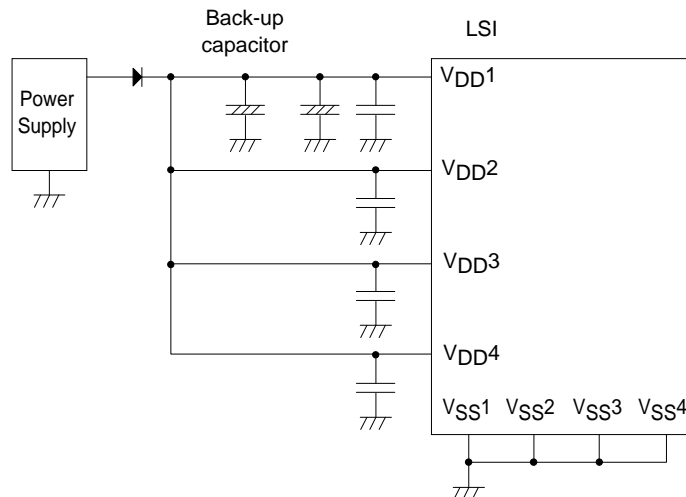 Back-up
capacitor
LSI
Power
Supply
VDD1
VDD2
VDD3
VDD4
VSS1 VSS2 VSS3 VSS4